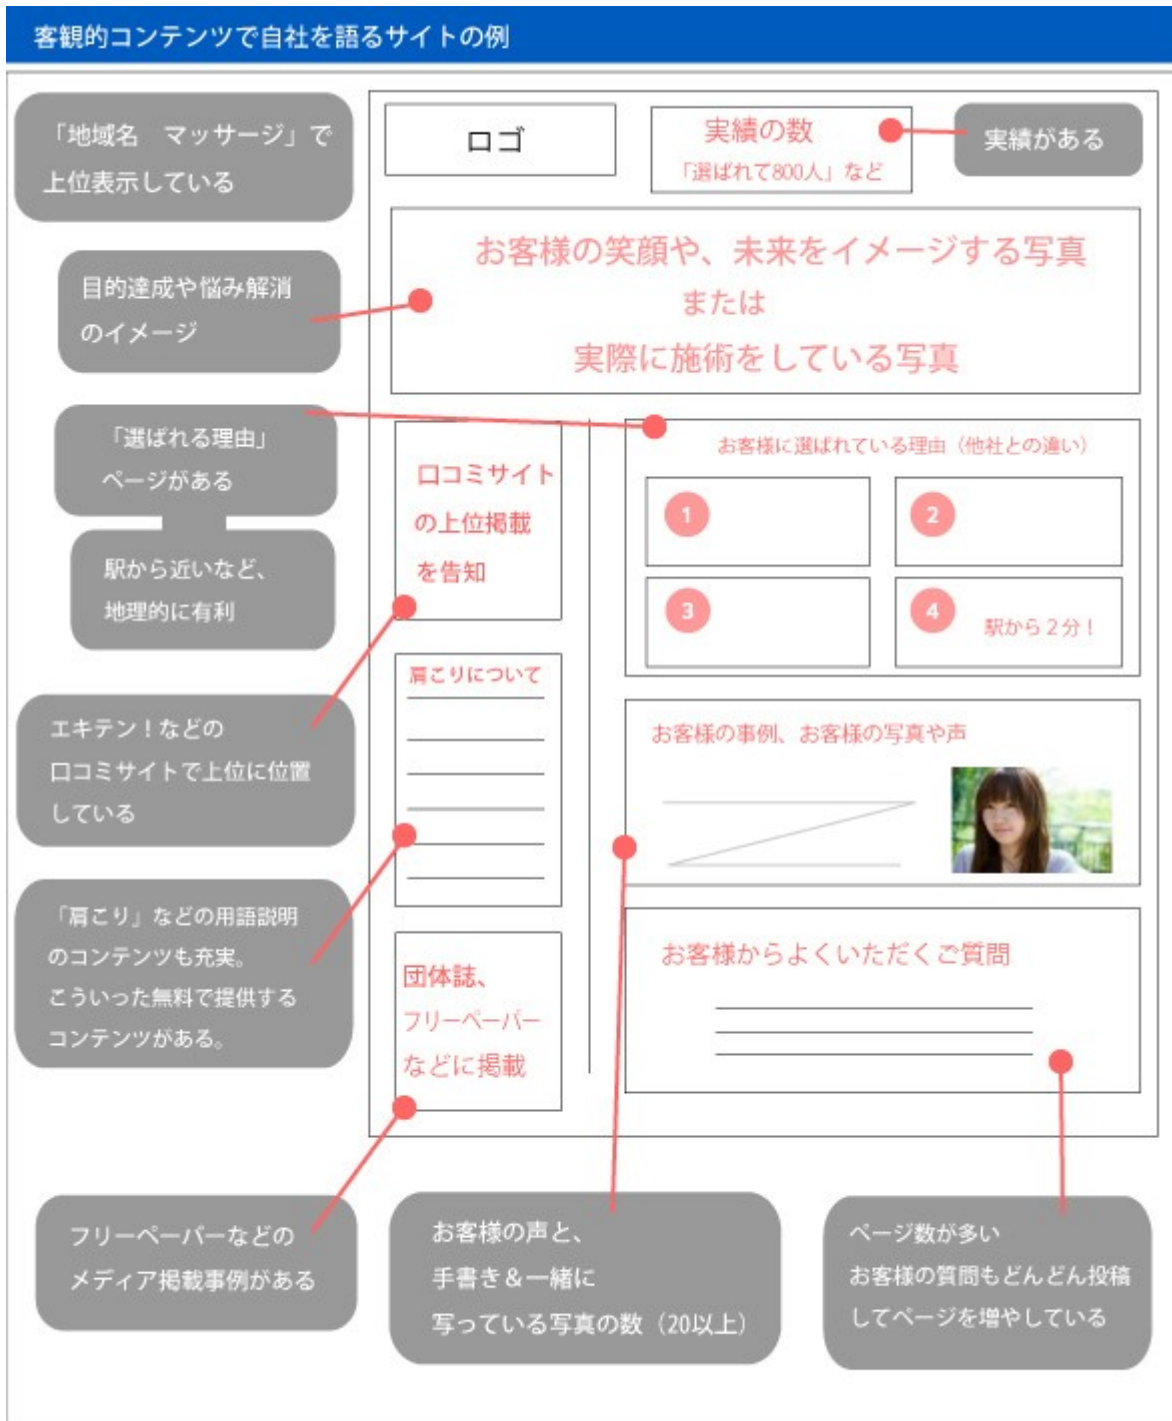 客観的コンテンツで自社を語るサイトの例
「地域名　マッサージ」で
上位表示している
ロゴ
実績の数
「選ばれて800人」など
実績がある
目的達成や悩み解消
のイメージ
お客様の笑顔や、未来をイメージする写真
または
実際に施術をしている写真
「選ばれる理由」
ページがある
駅から近いなど、
地理的に有利
口コミサイト
の上位掲載
を告知
お客様に選ばれている理由（他社との違い）
1
2
3
4
駅から２分！
エキテン！などの
口コミサイトで上位に位置
している
肩こりについて
お客様の事例、お客様の写真や声
「肩こり」などの用語説明
のコンテンツも充実。
こういった無料で提供する
コンテンツがある。
団体誌、
フリーペーパー
などに掲載
お客様からよくいただくご質問
フリーペーパーなどの
メディア掲載事例がある
お客様の声と、
手書き＆一緒に
写っている写真の数（20以上）
ページ数が多い
お客様の質問もどんどん投稿
してページを増やしている